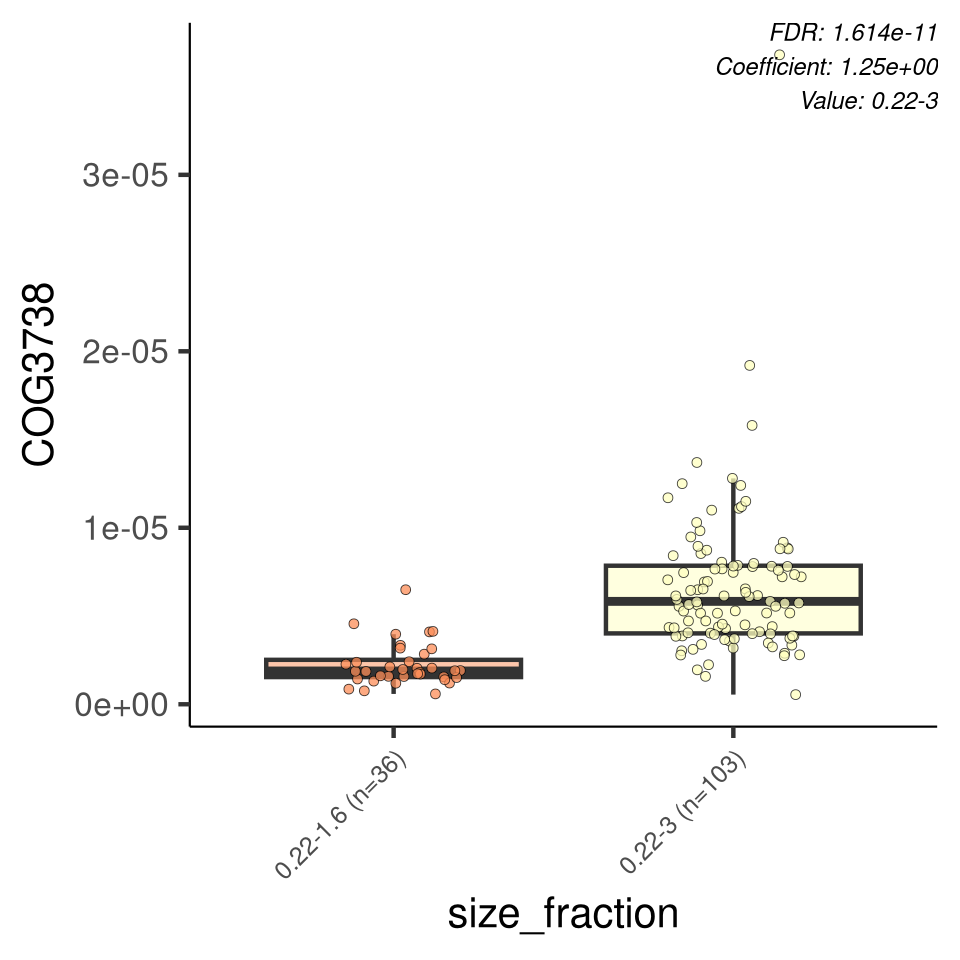 FDR: 1.614e-11
Coefficient: 1.25e+00
Value: 0.22-3
COG3738
3e-05
2e-05
1e-05
0e+00
0.22-1.6 (n=36)
0.22-3 (n=103)
size_fraction